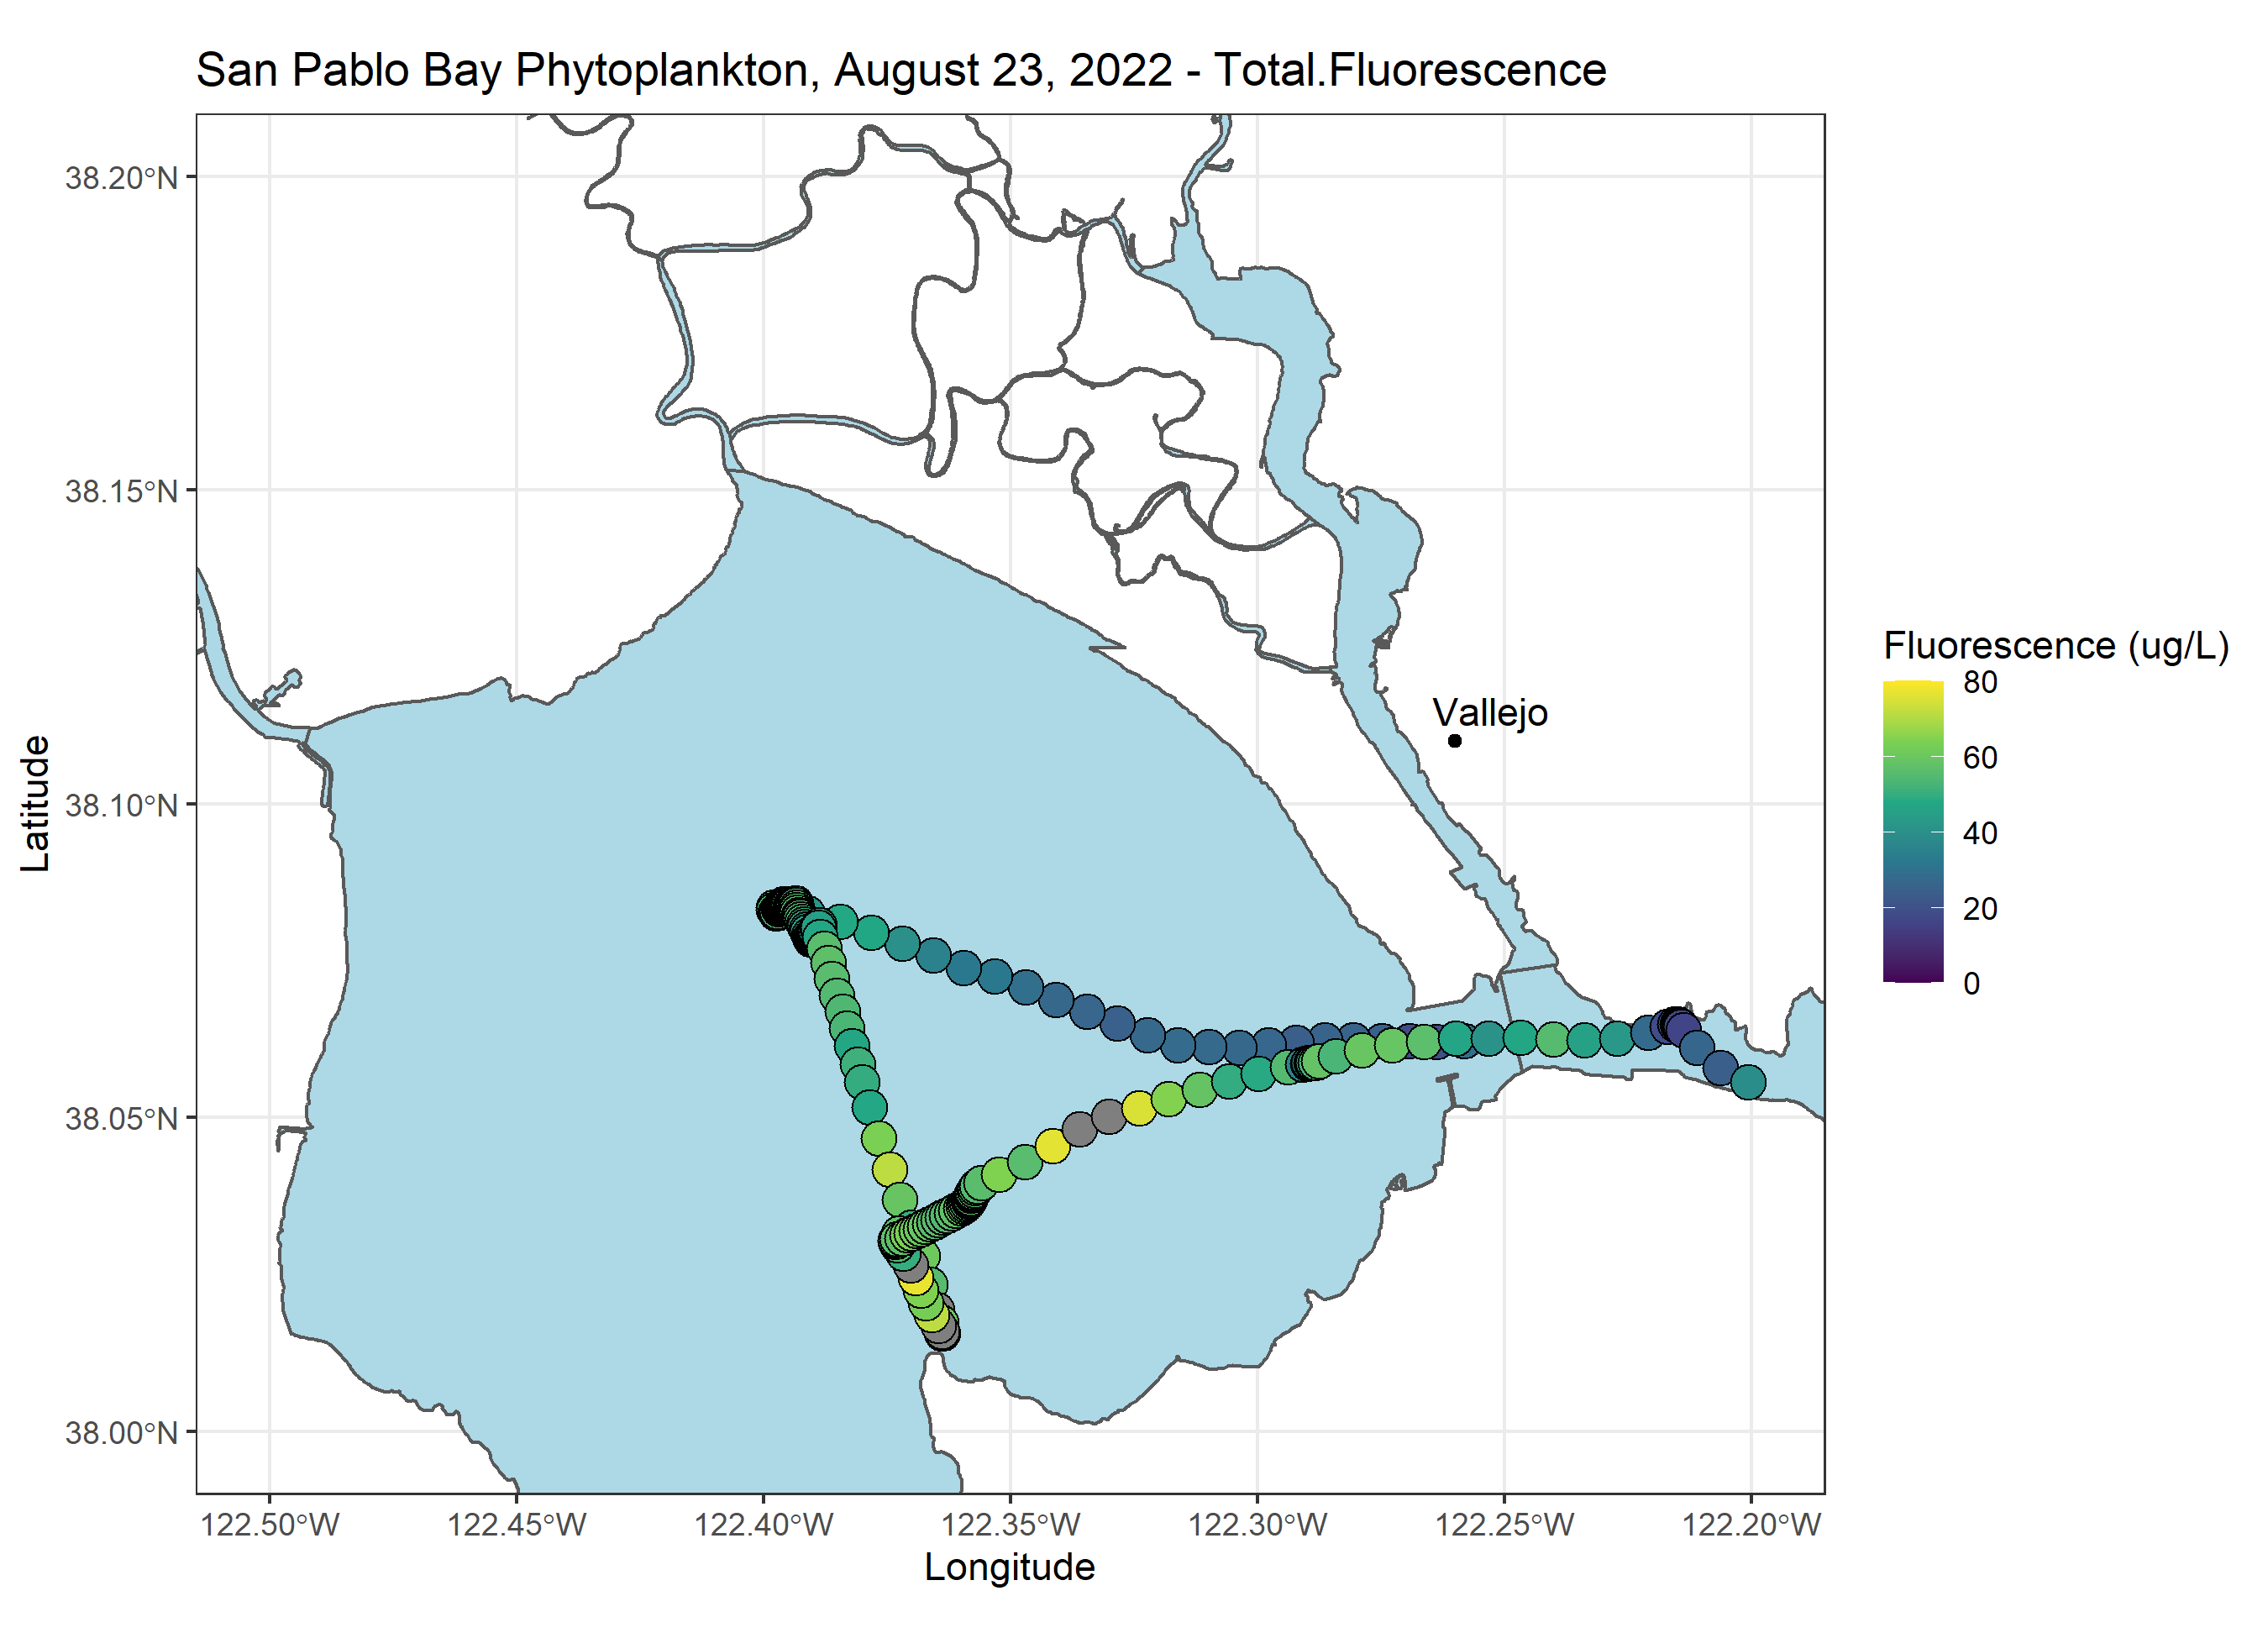 San Pablo Bay Phytoplankton, August 23, 2022 - Total.Fluorescence
38.20°N
38.15°N
38.10°N
38.05°N
38.00°N
Latitude
Vallejo
122.50°W 122.45°W 122.40°W 122.35°W 122.30°W 122.25°W 122.20°W
Longitude
Fluorescence (ug/L)
80
60
40
20
0